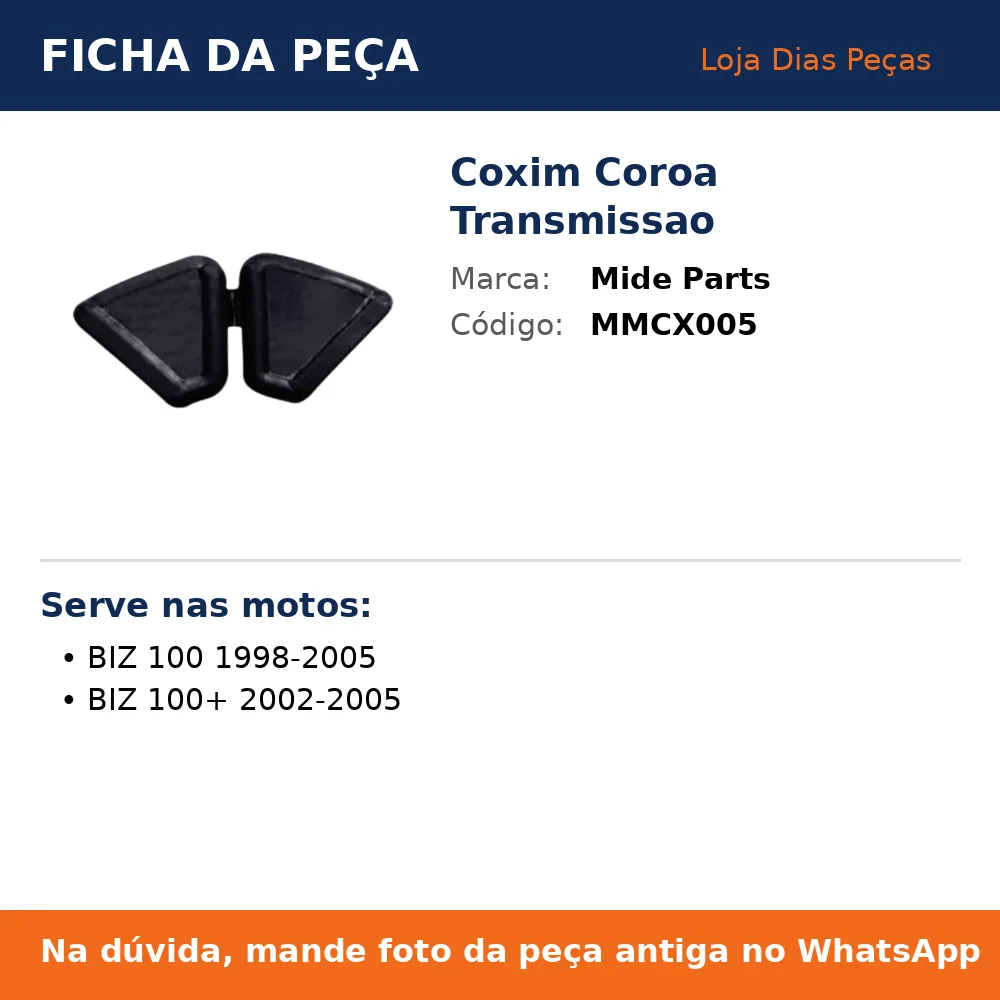 FICHA DA PEÇA
Loja Dias Peças
Coxim Coroa
Transmissao
Marca: Mide Parts
Código: MMCX005
Serve nas motos:
• BIZ 100 1998-2005
• BIZ 100+ 2002-2005
Na dúvida, mande foto da peça antiga no WhatsApp